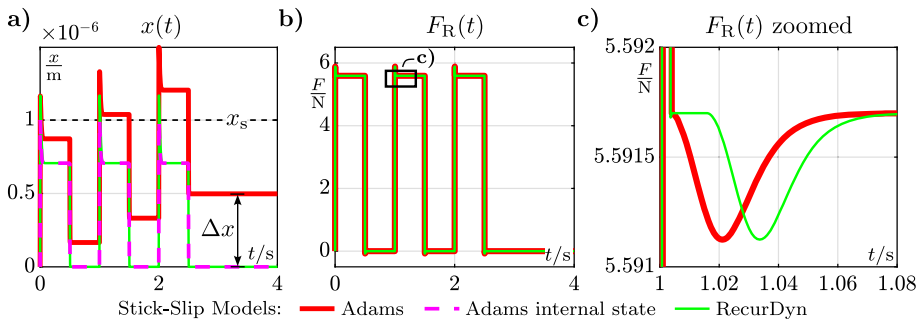 a) x(t) b) F_R(t) c) F_R(t) zoomed
×10⁻⁶
x/m
1
0.5
0
x_s
Δx
t/s
0 2 4
F/N
6
4
2
0
c)
t/s
0 2 4
5.592
F/N
5.5915
5.591
t/s
1 1.02 1.04 1.06 1.08
Stick-Slip Models: Adams Adams internal state RecurDyn